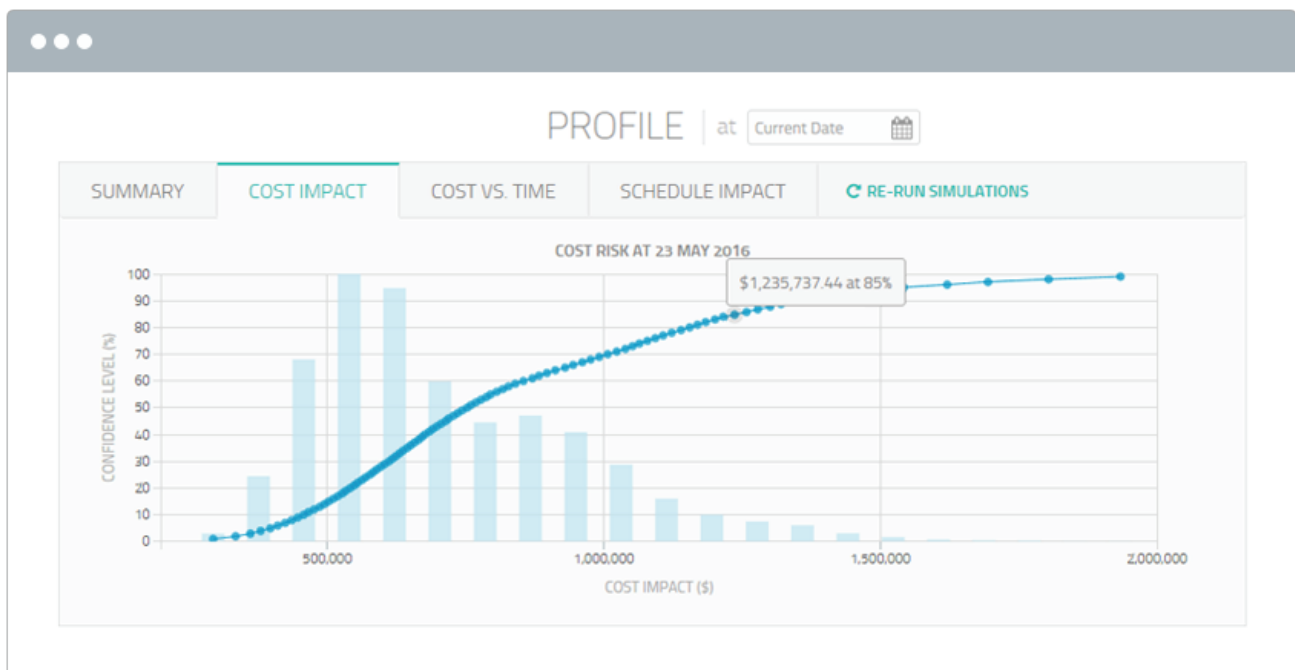 PROFILE at Current Date
SUMMARY COST IMPACT COST VS. TIME SCHEDULE IMPACT RE-RUN SIMULATIONS
COST RISK AT 23 MAY 2016
$1,235,737.44 at 85%
CONFIDENCE LEVEL (%)
100
90
80
70
60
50
40
30
20
10
0
500,000 1,000,000 1,500,000 2,000,000
COST IMPACT ($)